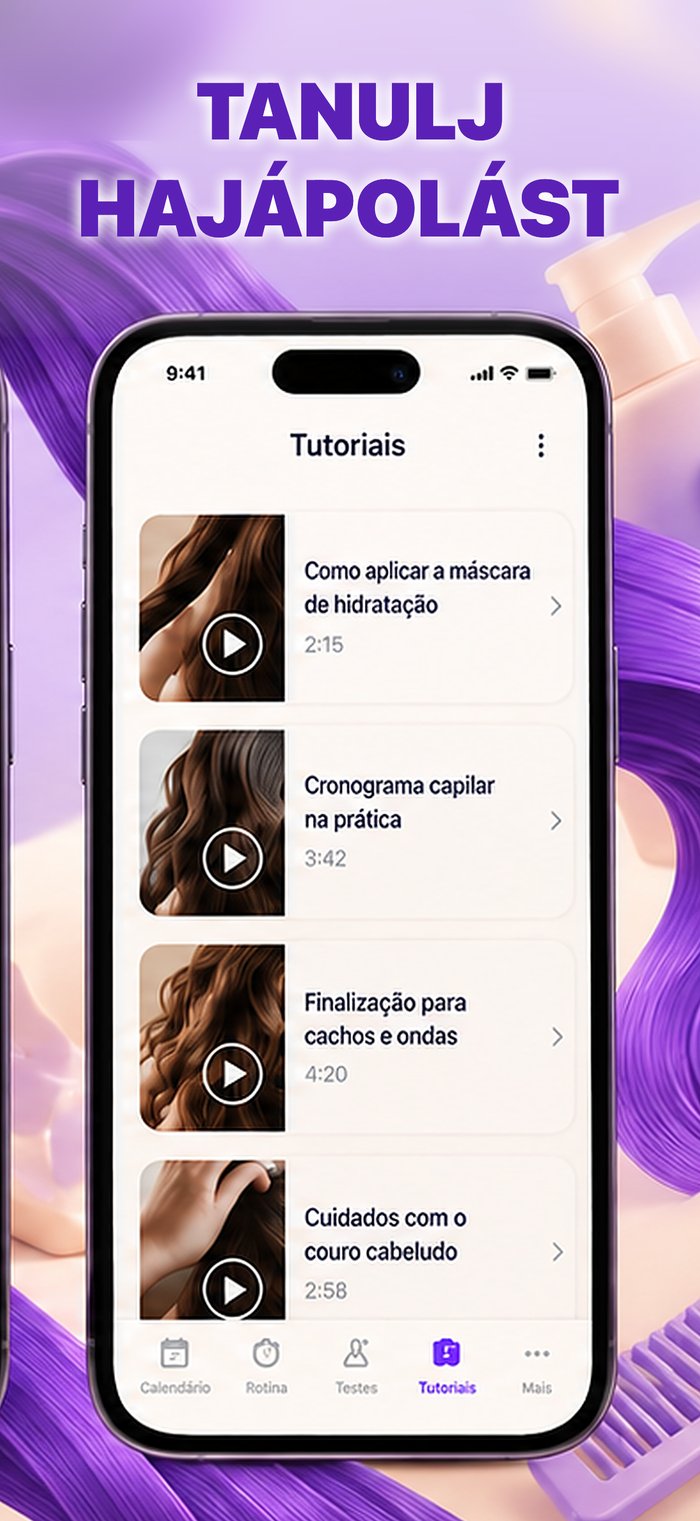 TANULJ
HAJÁPOLÁST
9:41
Tutoriais
Como aplicar a máscara
de hidratação
2:15
Cronograma capilar
na prática
3:42
Finalização para
cachos e ondas
4:20
Cuidados com o
couro cabeludo
2:58
Calendário Rotina Testes Tutoriais Mais